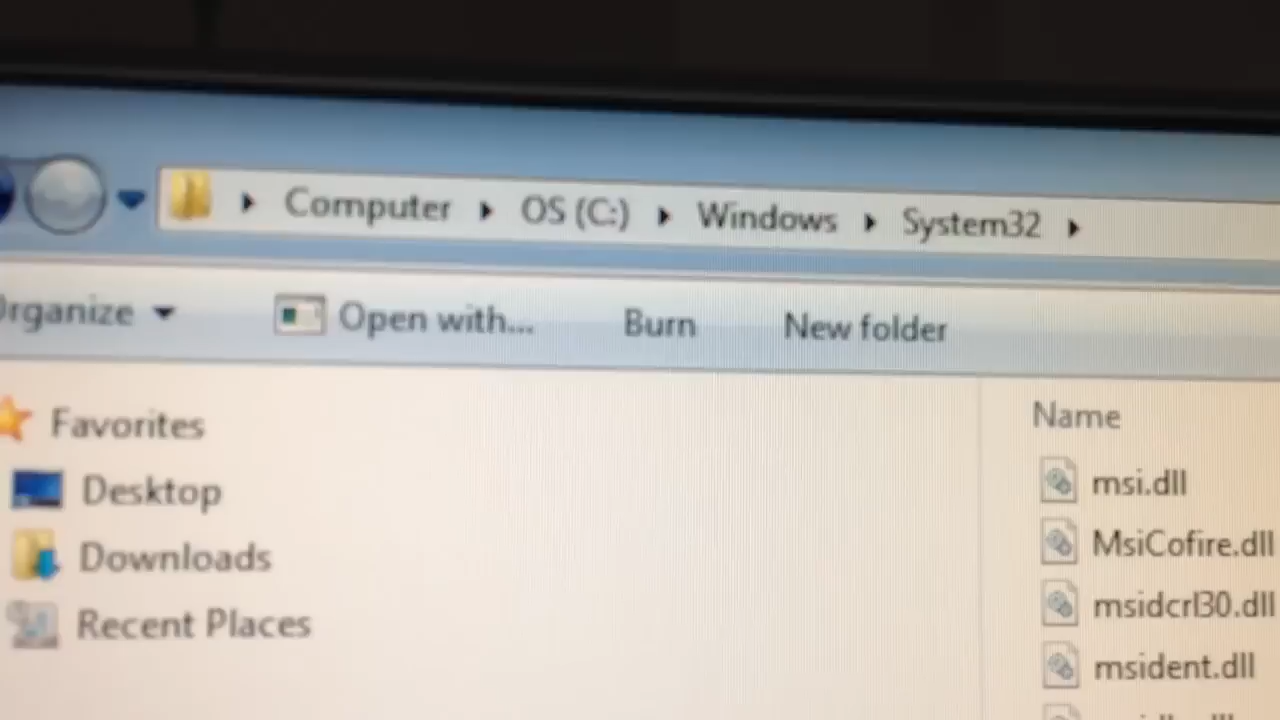 Computer ▸ OS (C:) ▸ Windows ▸ System32 ▸
Organize Open with... Burn New folder
Favorites
Desktop
Downloads
Recent Places
Name
msi.dll
MsiCofire.dll
msidcrl30.dll
msident.dll